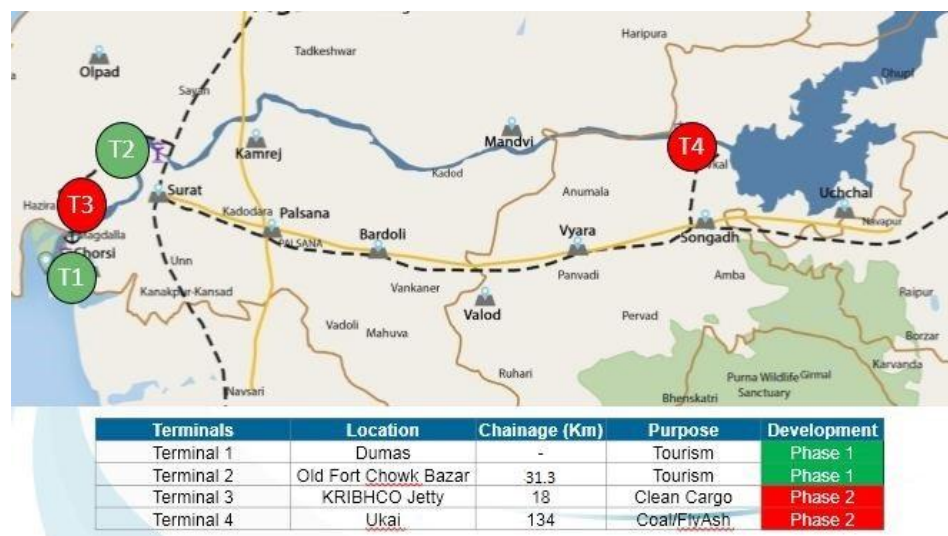 Haripura
Tadkeshwar
Olpad
Dhupi
Sayan
T2
Mandvi
T4
Kamrej
Kadod
Anumala
Uchchal
Surat
T3
Hazira
Kadodara
Palsana
Navapur
Bardoli
Vyara
Songadh
PALSANA
Chorsi
Unn
T1
Panvadi
Amba
Kanakpur-Kansad
Vankaner
Raipur
Valod
Vadoli
Mahuva
Pervad
Borzar
Ruhari
Karvanda
Purna Wildlife Girmal
Sanctuary
Navsari
Bhenskatri
Terminals Location Chainage (Km) Purpose Development
Terminal 1 Dumas - Tourism Phase 1
Terminal 2 Old Fort Chowk Bazar 31.3 Tourism Phase 1
Terminal 3 KRIBHCO Jetty 18 Clean Cargo Phase 2
Terminal 4 Ukai 134 Coal/FlyAsh Phase 2